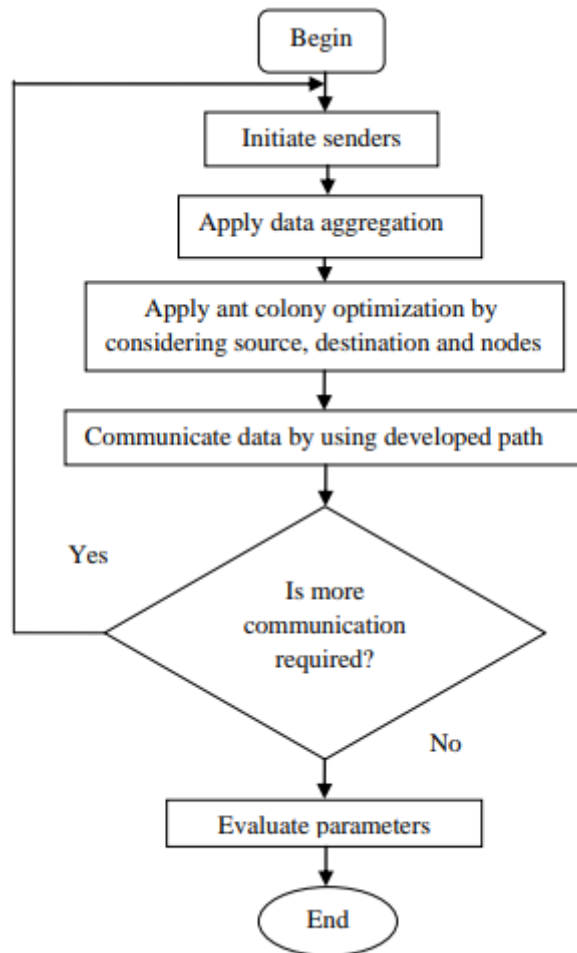 Begin
Initiate senders
Apply data aggregation
Apply ant colony optimization by
considering source, destination and nodes
Communicate data by using developed path
Yes
Is more
communication
required?
No
Evaluate parameters
End